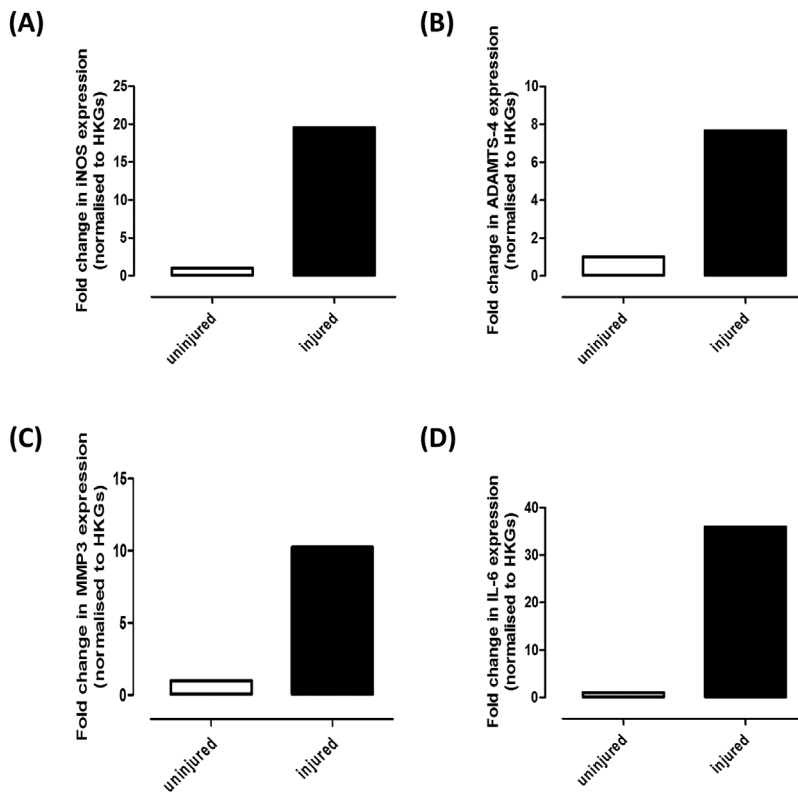 (A)
Fold change in iNOS expression
(normalised to HKGs)
25
20
15
10
5
0
uninjured
injured
(B)
Fold change in ADAMTS-4 expression
(normalised to HKGs)
10
8
6
4
2
0
uninjured
injured
(C)
Fold change in MMP3 expression
(normalised to HKGs)
15
10
5
0
uninjured
injured
(D)
Fold change in IL-6 expression
(normalised to HKGs)
40
30
20
10
0
uninjured
injured